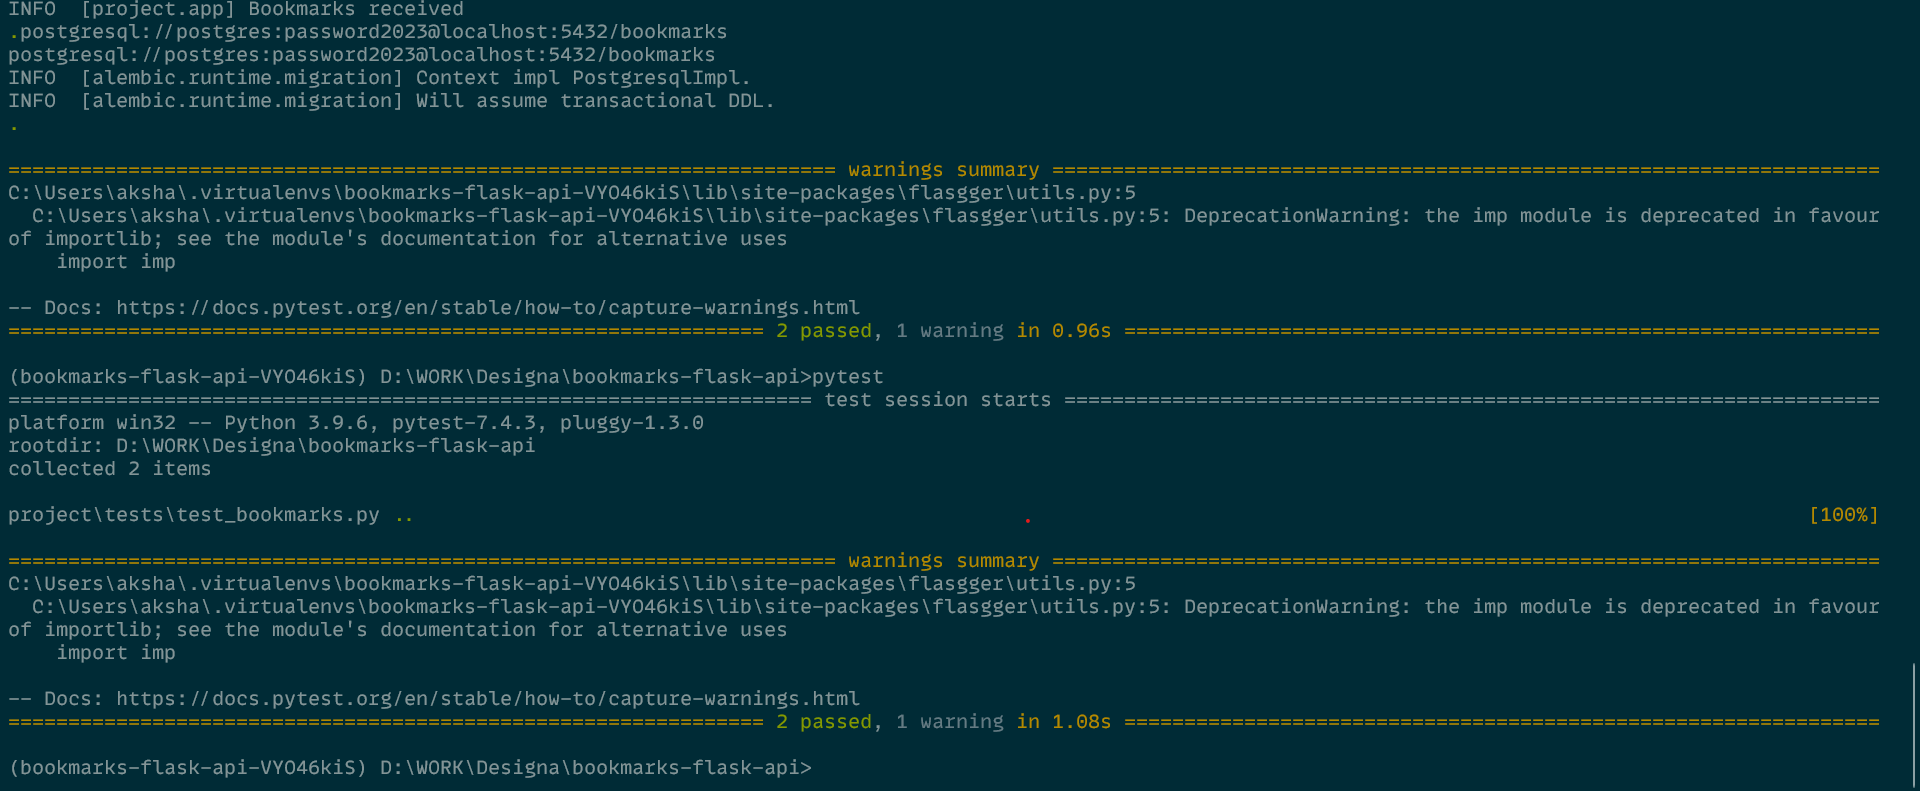 INFO  [project.app] Bookmarks received
.postgresql://postgres:password2023@localhost:5432/bookmarks
postgresql://postgres:password2023@localhost:5432/bookmarks
INFO  [alembic.runtime.migration] Context impl PostgresqlImpl.
INFO  [alembic.runtime.migration] Will assume transactional DDL.
.
===================================================================== warnings summary =====================================================================
C:\Users\aksha\.virtualenvs\bookmarks-flask-api-VYO46kiS\lib\site-packages\flasgger\utils.py:5
  C:\Users\aksha\.virtualenvs\bookmarks-flask-api-VYO46kiS\lib\site-packages\flasgger\utils.py:5: DeprecationWarning: the imp module is deprecated in favour
of importlib; see the module's documentation for alternative uses
    import imp
-- Docs: https://docs.pytest.org/en/stable/how-to/capture-warnings.html
=============================================================== 2 passed, 1 warning in 0.96s ===============================================================
(bookmarks-flask-api-VYO46kiS) D:\WORK\Designa\bookmarks-flask-api>pytest
=================================================================== test session starts ====================================================================
platform win32 -- Python 3.9.6, pytest-7.4.3, pluggy-1.3.0
rootdir: D:\WORK\Designa\bookmarks-flask-api
collected 2 items
project\tests\test_bookmarks.py .. [100%]
===================================================================== warnings summary =====================================================================
C:\Users\aksha\.virtualenvs\bookmarks-flask-api-VYO46kiS\lib\site-packages\flasgger\utils.py:5
  C:\Users\aksha\.virtualenvs\bookmarks-flask-api-VYO46kiS\lib\site-packages\flasgger\utils.py:5: DeprecationWarning: the imp module is deprecated in favour
of importlib; see the module's documentation for alternative uses
    import imp
-- Docs: https://docs.pytest.org/en/stable/how-to/capture-warnings.html
=============================================================== 2 passed, 1 warning in 1.08s ===============================================================
(bookmarks-flask-api-VYO46kiS) D:\WORK\Designa\bookmarks-flask-api>